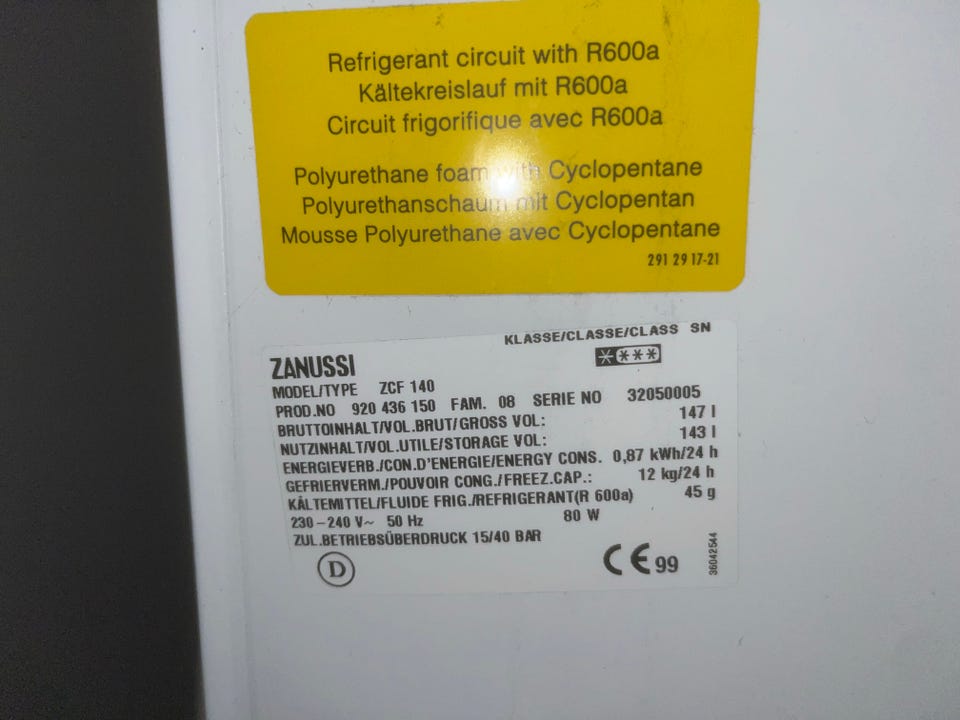 Refrigerant circuit with R600a
Kältekreislauf mit R600a
Circuit frigorifique avec R600a
Polyurethane foam with Cyclopentane
Polyurethanschaum mit Cyclopentan
Mousse Polyurethane avec Cyclopentane
291 29 17-21
KLASSE/CLASSE/CLASS SN
****
ZANUSSI
MODEL/TYPE ZCF 140
PROD.NO 920 436 150 FAM. 08 SERIE NO 32050005
BRUTTOINHALT/VOL.BRUT/GROSS VOL: 147 l
NUTZINHALT/VOL.UTILE/STORAGE VOL: 143 l
ENERGIEVERB./CON.D'ENERGIE/ENERGY CONS. 0,87 kWh/24 h
GEFRIERVERM./POUVOIR CONG./FREEZ.CAP.: 12 kg/24 h
KÄLTEMITTEL/FLUIDE FRIG./REFRIGERANT(R 600a) 45 g
230-240 V~ 50 Hz 80 W
ZUL.BETRIEBSÜBERDRUCK 15/40 BAR
D
CE 99
36042544